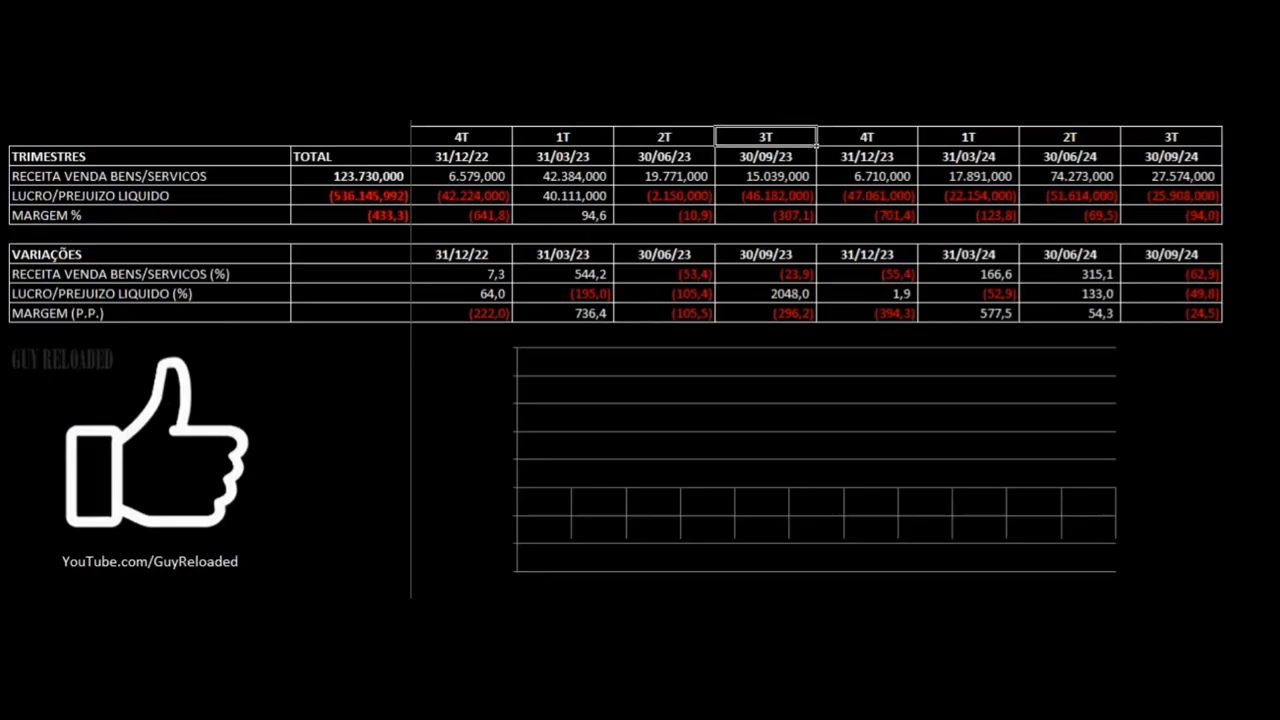 4T 1T 2T 3T 4T 1T 2T 3T
TRIMESTRES TOTAL 31/12/22 31/03/23 30/06/23 30/09/23 31/12/23 31/03/24 30/06/24 30/09/24
RECEITA VENDA BENS/SERVICOS 123.730,000 6.579,000 42.384,000 19.771,000 15.039,000 6.710,000 17.891,000 74.273,000 27.574,000
LUCRO/PREJUIZO LIQUIDO (536.145,992) (42.224,000) 40.111,000 (2.150,000) (46.182,000) (47.061,000) (22.154,000) (51.614,000) (25.908,000)
MARGEM % (433,3) (641,8) 94,6 (10,9) (307,1) (701,4) (123,8) (69,5) (94,0)
VARIAÇÕES 31/12/22 31/03/23 30/06/23 30/09/23 31/12/23 31/03/24 30/06/24 30/09/24
RECEITA VENDA BENS/SERVICOS (%) 7,3 544,2 (53,4) (23,9) (55,4) 166,6 315,1 (62,9)
LUCRO/PREJUIZO LIQUIDO (%) 64,0 (195,0) (105,4) 2048,0 1,9 (52,9) 133,0 (49,8)
MARGEM (P.P.) (222,0) 736,4 (105,5) (296,2) (394,3) 577,5 54,3 (24,5)
GUY RELOADED
YouTube.com/GuyReloaded